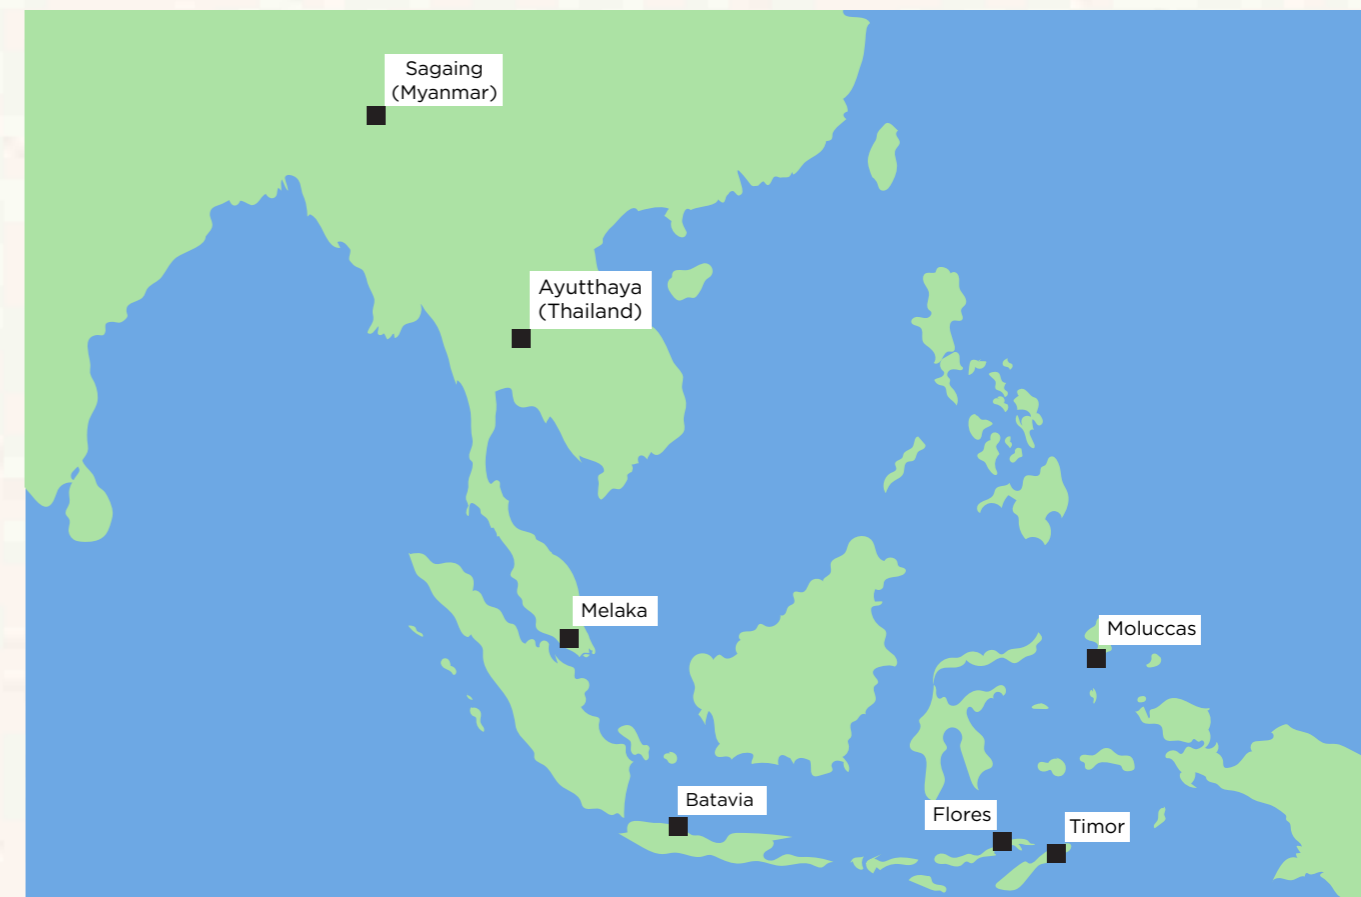 Sagaing
(Myanmar)
Ayutthaya
(Thailand)
Melaka
Moluccas
Batavia
Flores
Timor